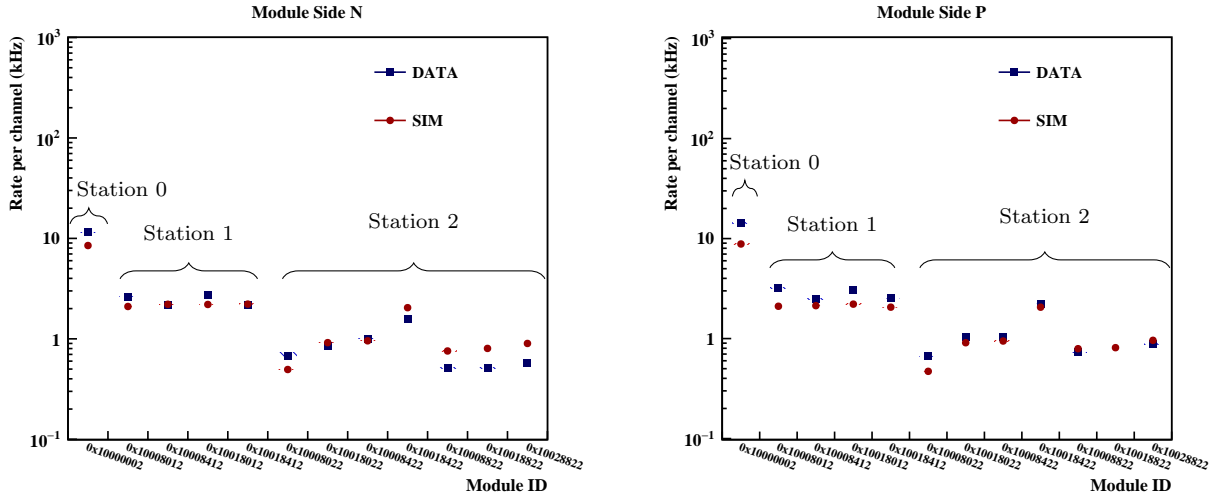 Module Side N
Rate per channel (kHz)
10³
10²
10
1
10⁻¹
DATA
SIM
Station 0
Station 1
Station 2
0x10000002
0x10008012
0x10008412
0x10018012
0x10018412
0x10008022
0x10018022
0x10008422
0x10018422
0x10008822
0x10018822
0x10028822
Module ID
Module Side P
Rate per channel (kHz)
10³
10²
10
1
10⁻¹
DATA
SIM
Station 0
Station 1
Station 2
0x10000002
0x10008012
0x10008412
0x10018012
0x10018412
0x10008022
0x10018022
0x10008422
0x10018422
0x10008822
0x10018822
0x10028822
Module ID